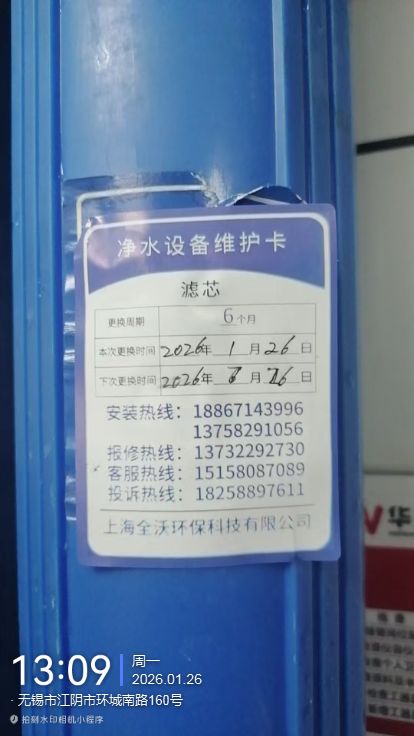 净水设备维护卡
滤芯
更换周期 6个月
本次更换时间 2026年 1月 26日
下次更换时间 2026年 月 26日
安装热线：18867143996
13758291056
报修热线：13732292730
客服热线：15158087089
投诉热线：18258897611
上海全沃环保科技有限公司
华
13:09 周一
2026.01.26
·无锡市江阴市环城南路160号
拍刻水印相机小程序